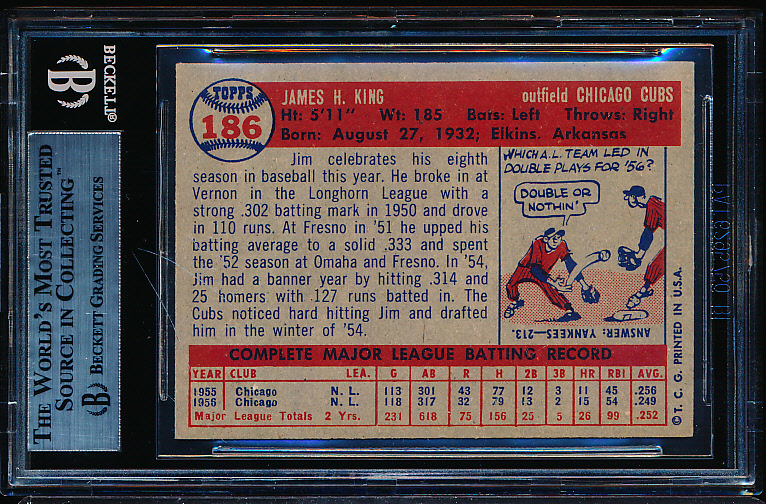 BECKETT®
B
THE WORLD'S MOST TRUSTED
SOURCE IN COLLECTING™
BECKETT GRADING SERVICES
B
TOPPS
186
JAMES H. KING
outfield CHICAGO CUBS
Ht: 5'11" Wt: 185 Bats: Left Throws: Right
Born: August 27, 1932; Elkins, Arkansas
Jim celebrates his eighth
season in baseball this year. He broke in at
Vernon in the Longhorn League with a
strong .302 batting mark in 1950 and drove
in 110 runs. At Fresno in '51 he upped his
batting average to a solid .333 and spent
the '52 season at Omaha and Fresno. In '54,
Jim had a banner year by hitting .314 and
25 homers with 127 runs batted in. The
Cubs noticed hard hitting Jim and drafted
him in the winter of '54.
WHICH A.L. TEAM LED IN
DOUBLE PLAYS FOR '56?
DOUBLE OR
NOTHIN'
ANSWER: YANKEES—213.
COMPLETE MAJOR LEAGUE BATTING RECORD
YEAR CLUB LEA. G AB R H 2B 3B HR RBI AVG.
1955 Chicago N. L. 113 301 43 77 12 3 11 45 .256
1956 Chicago N. L. 118 317 32 79 13 2 15 54 .249
Major League Totals 2 Yrs. 231 618 75 156 25 5 26 99 .252
©T. C. G. PRINTED IN U.S.A.